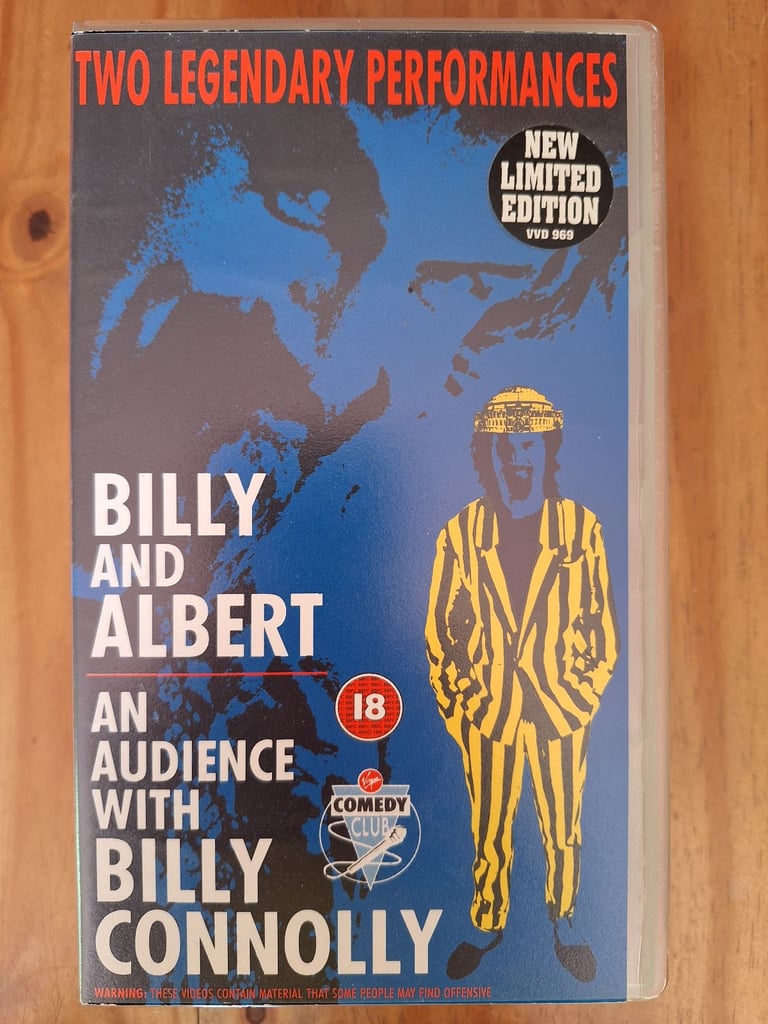 TWO LEGENDARY PERFORMANCES
NEW
LIMITED
EDITION
VVD 969
BILLY
AND
ALBERT
AN
AUDIENCE
WITH
BILLY
CONNOLLY
18
Virgin
COMEDY
CLUB
WARNING: THESE VIDEOS CONTAIN MATERIAL THAT SOME PEOPLE MAY FIND OFFENSIVE